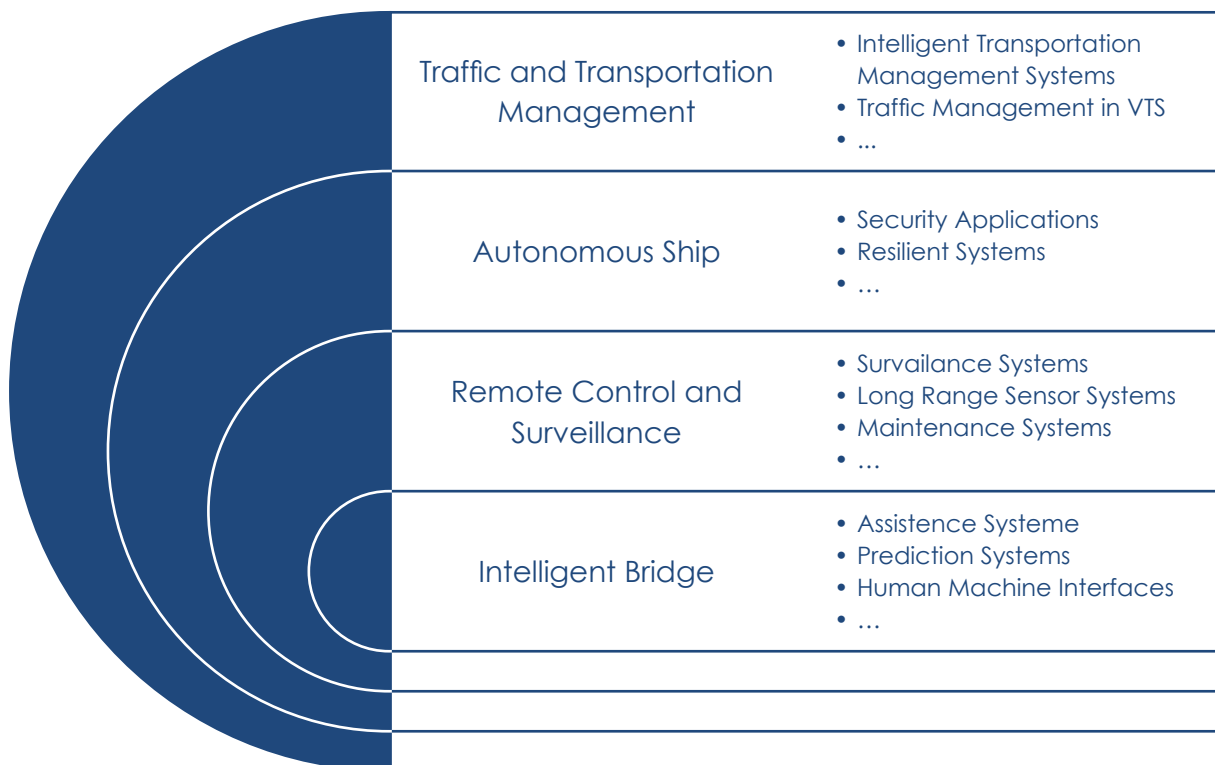 Traffic and Transportation
Management
• Intelligent Transportation
Management Systems
• Traffic Management in VTS
• ...
Autonomous Ship
• Security Applications
• Resilient Systems
• …
Remote Control and
Surveillance
• Survailance Systems
• Long Range Sensor Systems
• Maintenance Systems
• …
Intelligent Bridge
• Assistence Systeme
• Prediction Systems
• Human Machine Interfaces
• …